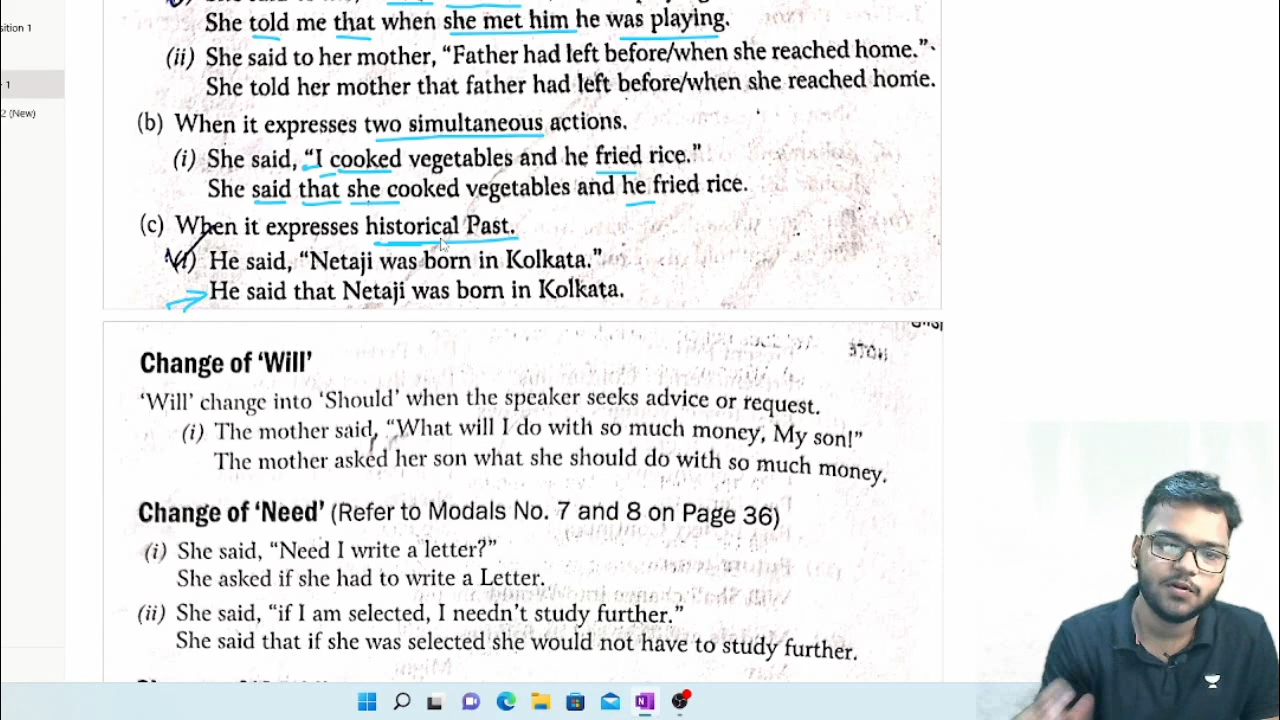 sition 1
1
2 (New)
She told me that when she met him he was playing.
(ii) She said to her mother, “Father had left before/when she reached home.”
She told her mother that father had left before/when she reached home.
(b) When it expresses two simultaneous actions.
(i) She said, “I cooked vegetables and he fried rice.”
She said that she cooked vegetables and he fried rice.
(c) When it expresses historical Past.
He said, “Netaji was born in Kolkata.”
He said that Netaji was born in Kolkata.
Change of ‘Will’
‘Will’ change into ‘Should’ when the speaker seeks advice or request.
(i) The mother said, “What will I do with so much money, My son!”
The mother asked her son what she should do with so much money.
Change of ‘Need’ (Refer to Modals No. 7 and 8 on Page 36)
(i) She said, “Need I write a letter?”
She asked if she had to write a Letter.
(ii) She said, “if I am selected, I needn’t study further.”
She said that if she was selected she would not have to study further.